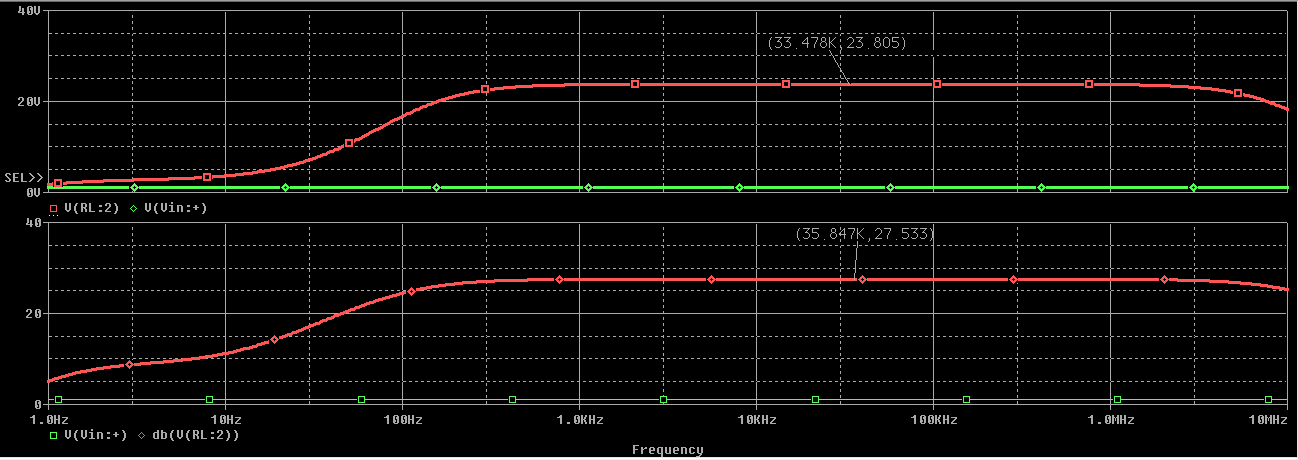 40V
(33.478K,23.805)
20V
SEL>>
0V
V(RL:2) V(Vin:+)
40
(35.847K,27.533)
20
0
1.0Hz 10Hz 100Hz 1.0KHz 10KHz 100KHz 1.0MHz 10MHz
V(Vin:+) db(V(RL:2))
Frequency